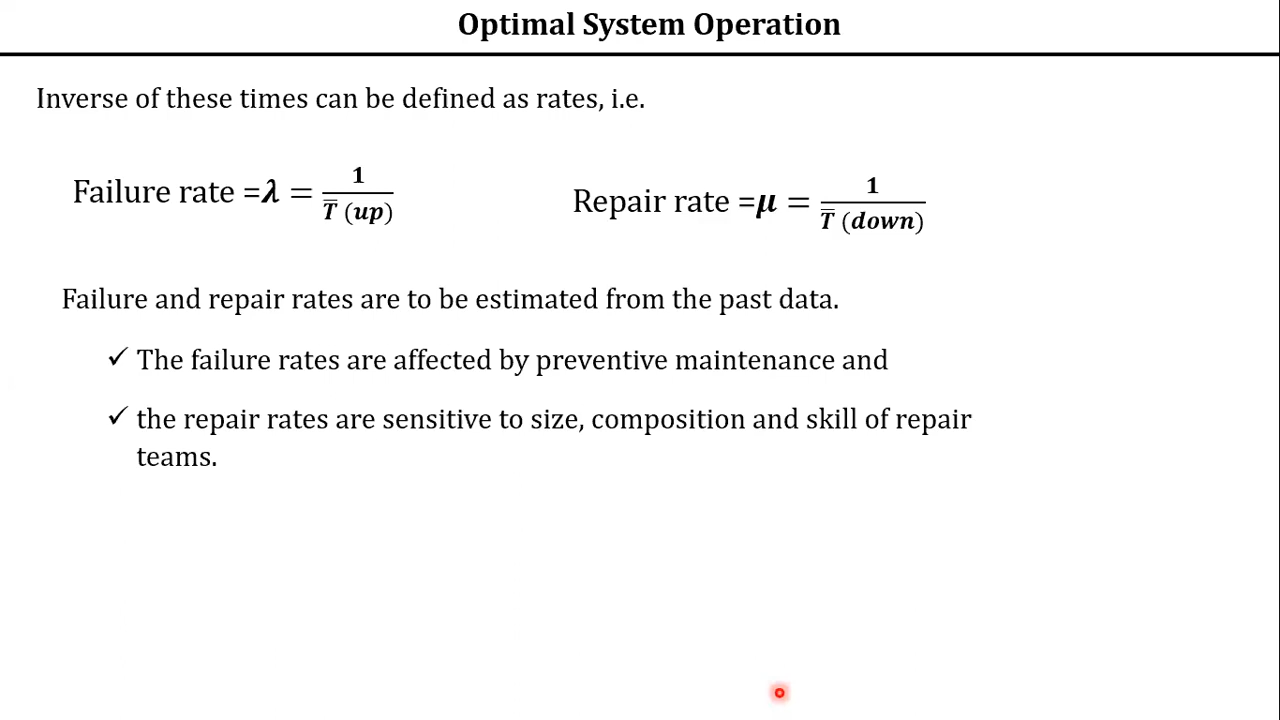 Optimal System Operation
Inverse of these times can be defined as rates, i.e.
Failure rate =λ = 1 / T̅ (up)
Repair rate =μ = 1 / T̅ (down)
Failure and repair rates are to be estimated from the past data.
✓ The failure rates are affected by preventive maintenance and
✓ the repair rates are sensitive to size, composition and skill of repair
teams.